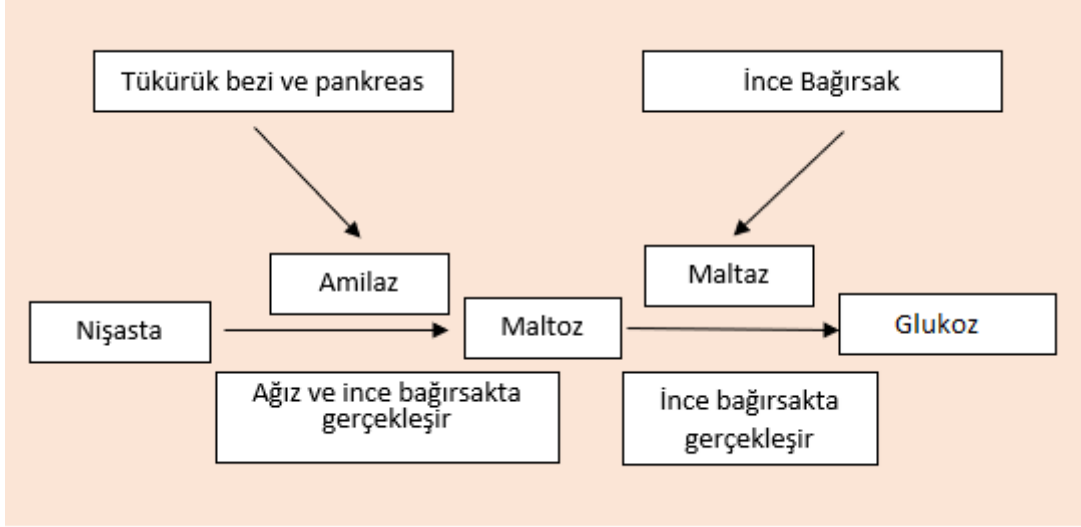 Tükürük bezi ve pankreas
İnce Bağırsak
Amilaz
Maltaz
Nişasta
Maltoz
Glukoz
Ağız ve ince bağırsakta
gerçekleşir
İnce bağırsakta
gerçekleşir